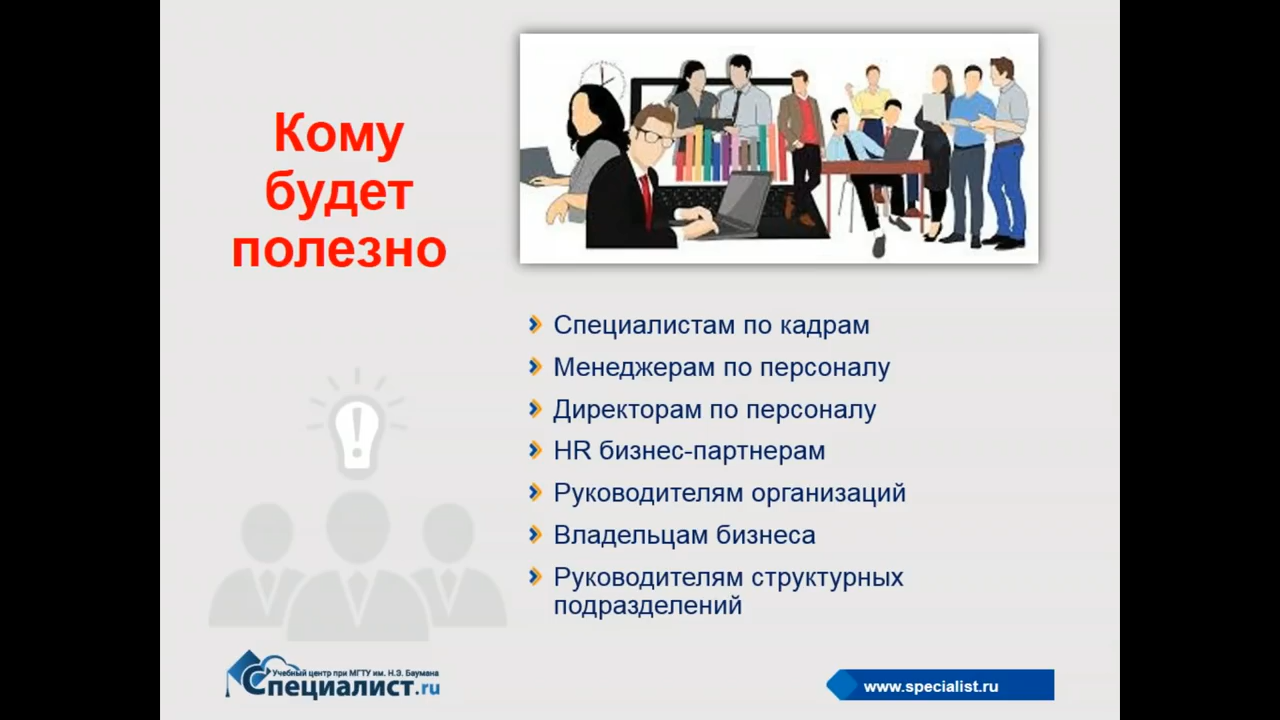 Кому
будет
полезно
Специалистам по кадрам
Менеджерам по персоналу
Директорам по персоналу
HR бизнес-партнерам
Руководителям организаций
Владельцам бизнеса
Руководителям структурных
подразделений
Учебный центр при МГТУ им. Н.Э. Баумана
Специалист.ru
www.specialist.ru